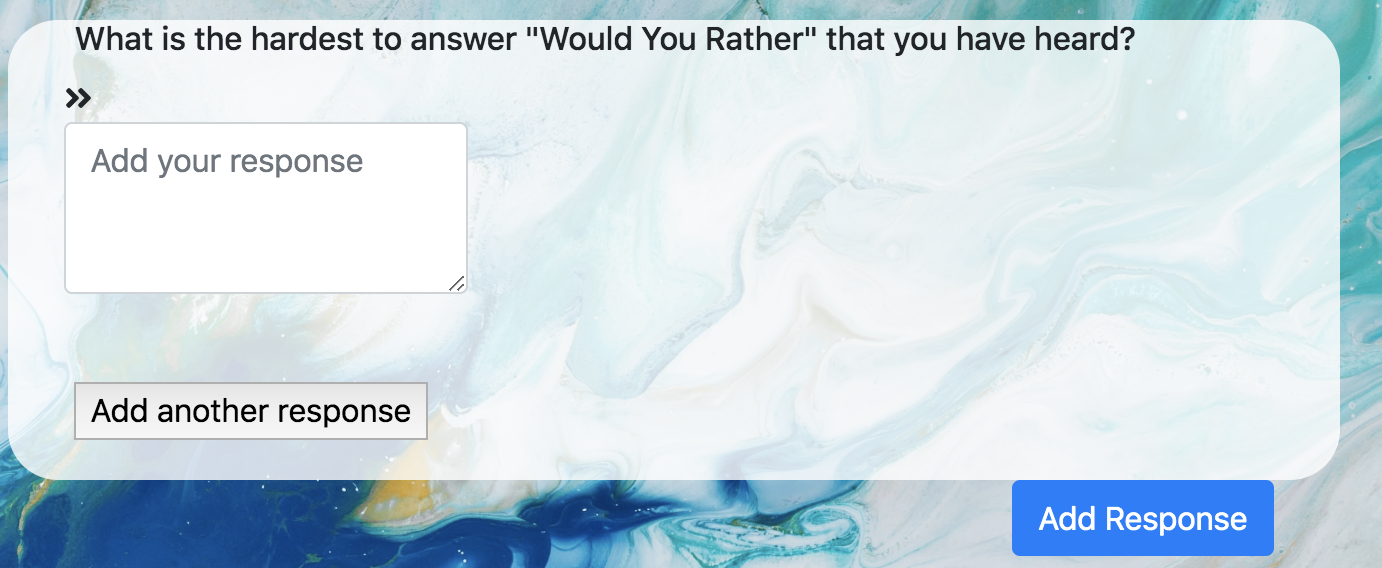 What is the hardest to answer "Would You Rather" that you have heard?
Add your response
Add another response
Add Response